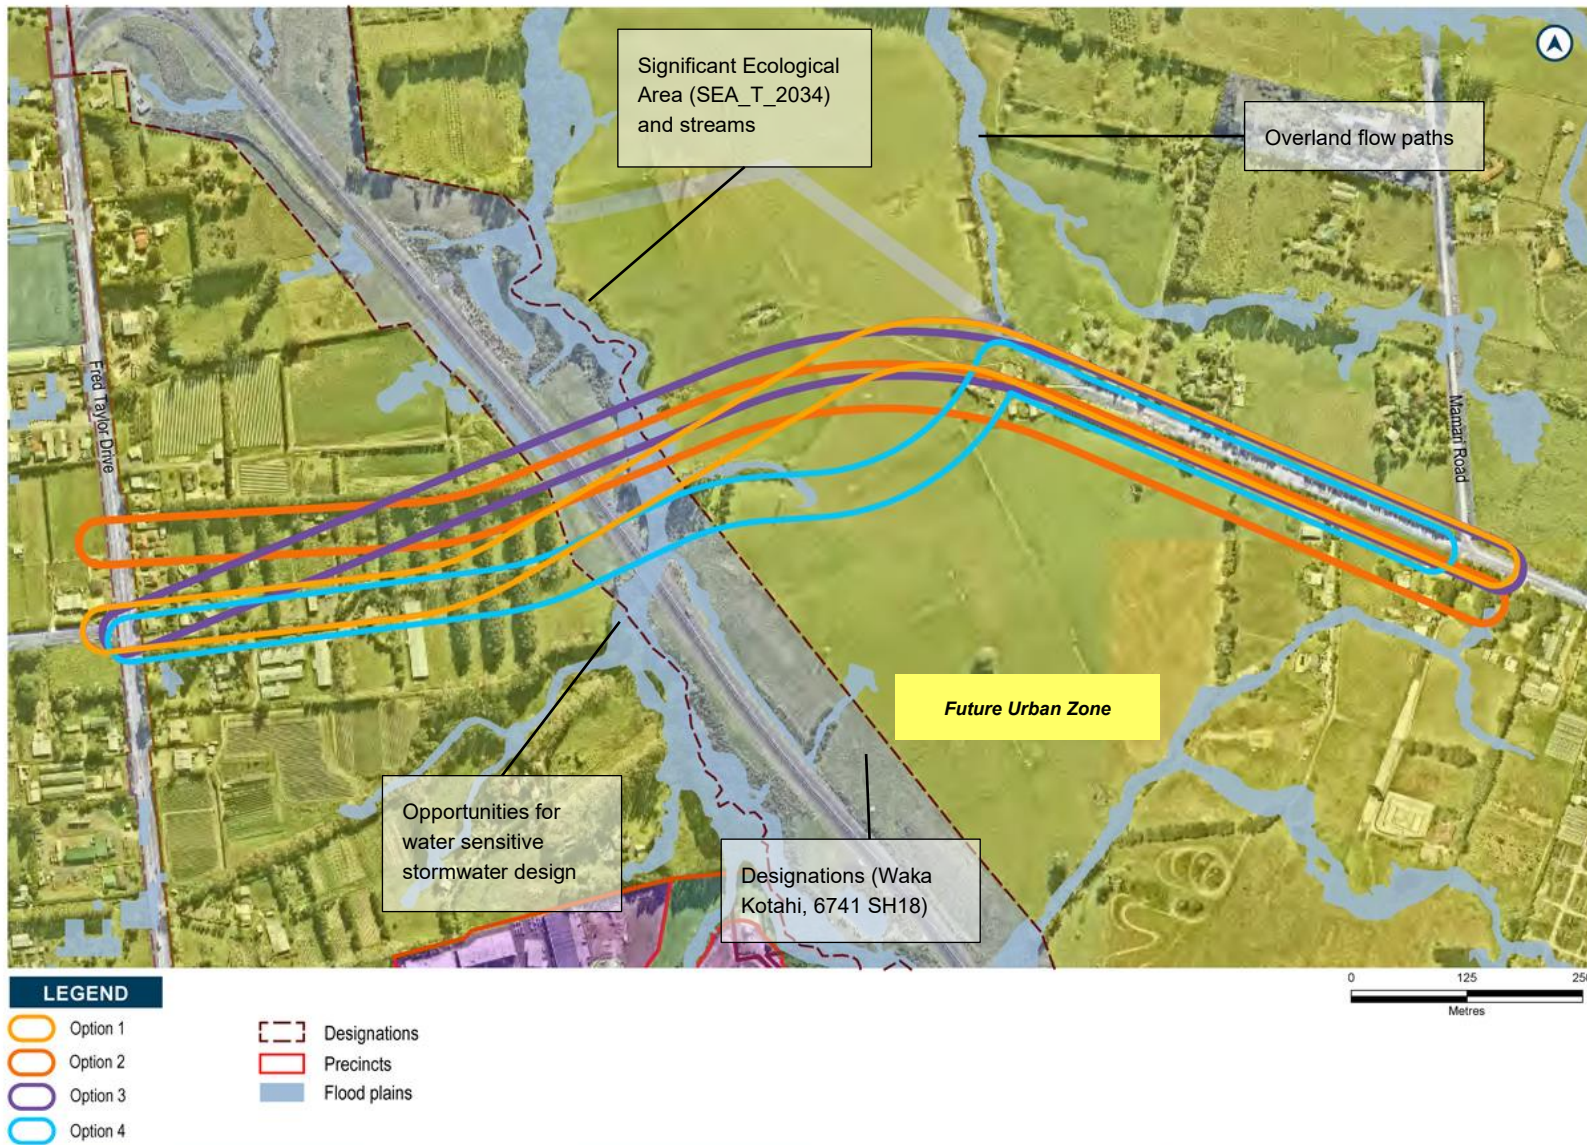 Significant Ecological
Area (SEA_T_2034)
and streams
Overland flow paths
Fred Taylor Drive
Mamari Road
Future Urban Zone
Opportunities for
water sensitive
stormwater design
Designations (Waka
Kotahi, 6741 SH18)
LEGEND
Option 1
Option 2
Option 3
Option 4
Designations
Precincts
Flood plains
0 125 250
Metres